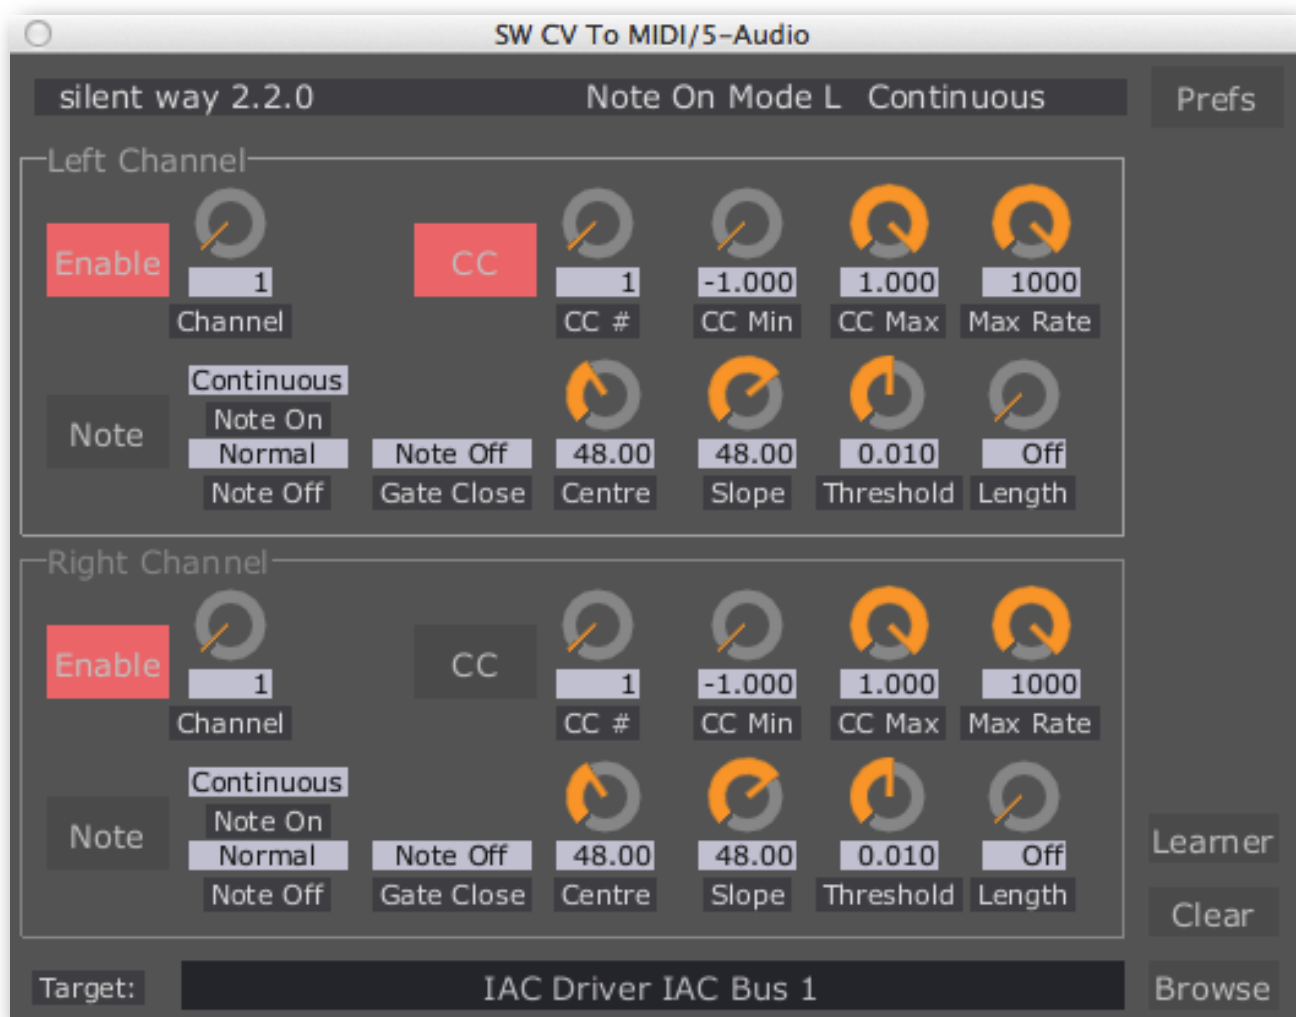 SW CV To MIDI/5-Audio
silent way 2.2.0 Note On Mode L Continuous Prefs
Left Channel
Enable 1 CC 1 -1.000 1.000 1000
Channel CC # CC Min CC Max Max Rate
Continuous
Note Note On
Normal Note Off 48.00 48.00 0.010 Off
Note Off Gate Close Centre Slope Threshold Length
Right Channel
Enable 1 CC 1 -1.000 1.000 1000
Channel CC # CC Min CC Max Max Rate
Continuous
Note Note On
Normal Note Off 48.00 48.00 0.010 Off
Note Off Gate Close Centre Slope Threshold Length
Learner
Clear
Target: IAC Driver IAC Bus 1 Browse